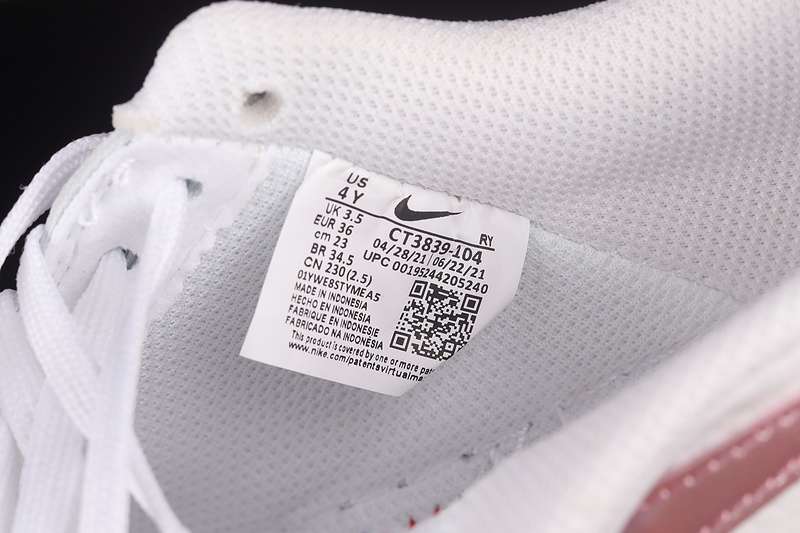 US
4 Y
UK 3.5
EUR 36
cm 23
BR 34.5
CN 230 (2.5)
RY
CT3839-104
04/28/21 06/22/21
UPC 00195244205240
01YWE8STYMEA5
MADE IN INDONESIA
HECHO EN INDONESIA
FABRIQUE EN INDONESIE
FABRICADO NA INDONÉSIA
This product is covered by one or more
www.nike.com/patents